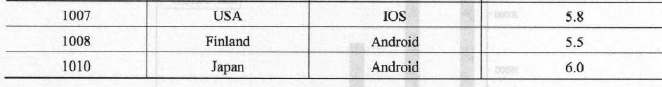 1007 USA IOS 5.8
1008 Finland Android 5.5
1010 Japan Android 6.0